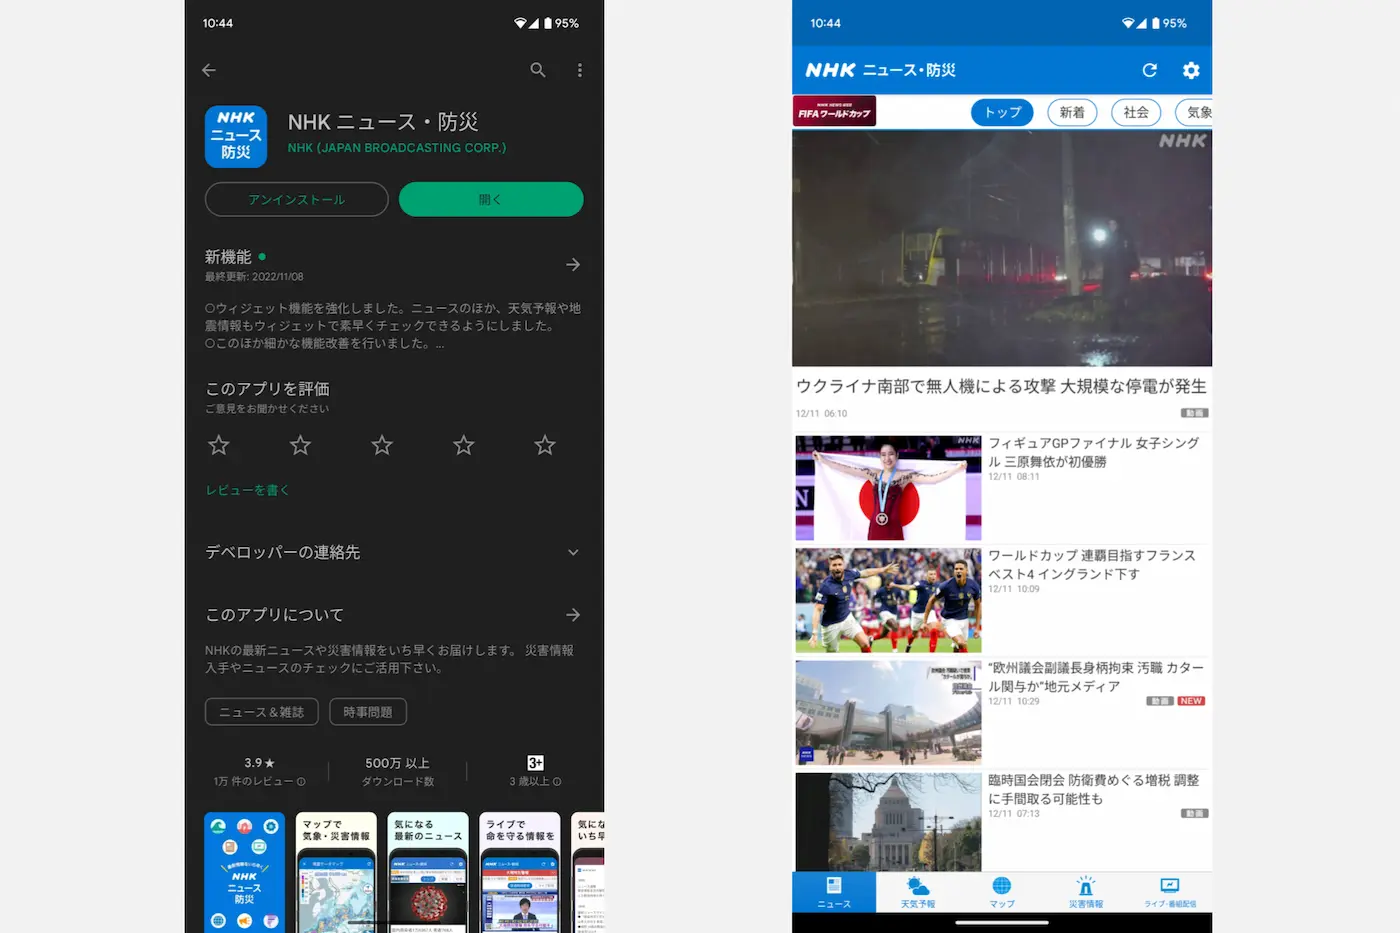 10:44
95%
NHK
ニュース
防災
NHK ニュース・防災
NHK (JAPAN BROADCASTING CORP.)
アンインストール
開く
新機能
最終更新: 2022/11/08
○ウィジェット機能を強化しました。ニュースのほか、天気予報や地
震情報もウィジェットで素早くチェックできるようにしました。
○このほか細かな機能改善を行いました。...
このアプリを評価
ご意見をお聞かせください
レビューを書く
デベロッパーの連絡先
このアプリについて
NHKの最新ニュースや災害情報をいち早くお届けします。 災害情報
入手やニュースのチェックにご活用下さい。
ニュース＆雑誌
時事問題
3.9★
1万 件のレビュー
500万 以上
ダウンロード数
3+
3 歳以上
NHK
ニュース
防災
マップで
気象・災害情報
気になる
最新のニュース
ライブで
命を守る情報を
気にな
いち早
10:44
95%
NHK ニュース・防災
NHK NEWS WEB
FIFA ワールドカップ
トップ
新着
社会
気象
NHK
ウクライナ南部で無人機による攻撃 大規模な停電が発生
12/11 06:10
動画
NHK
フィギュアGPファイナル 女子シング
ル 三原舞依が初優勝
12/11 08:11
ワールドカップ 連覇目指すフランス
ベスト4 イングランド下す
12/11 10:09
“欧州議会副議長身柄拘束 汚職 カター
ル関与か”地元メディア
12/11 10:29
動画
NEW
臨時国会閉会 防衛費めぐる増税 調整
に手間取る可能性も
12/11 07:13
動画
ニュース
天気予報
マップ
災害情報
ライブ・番組配信